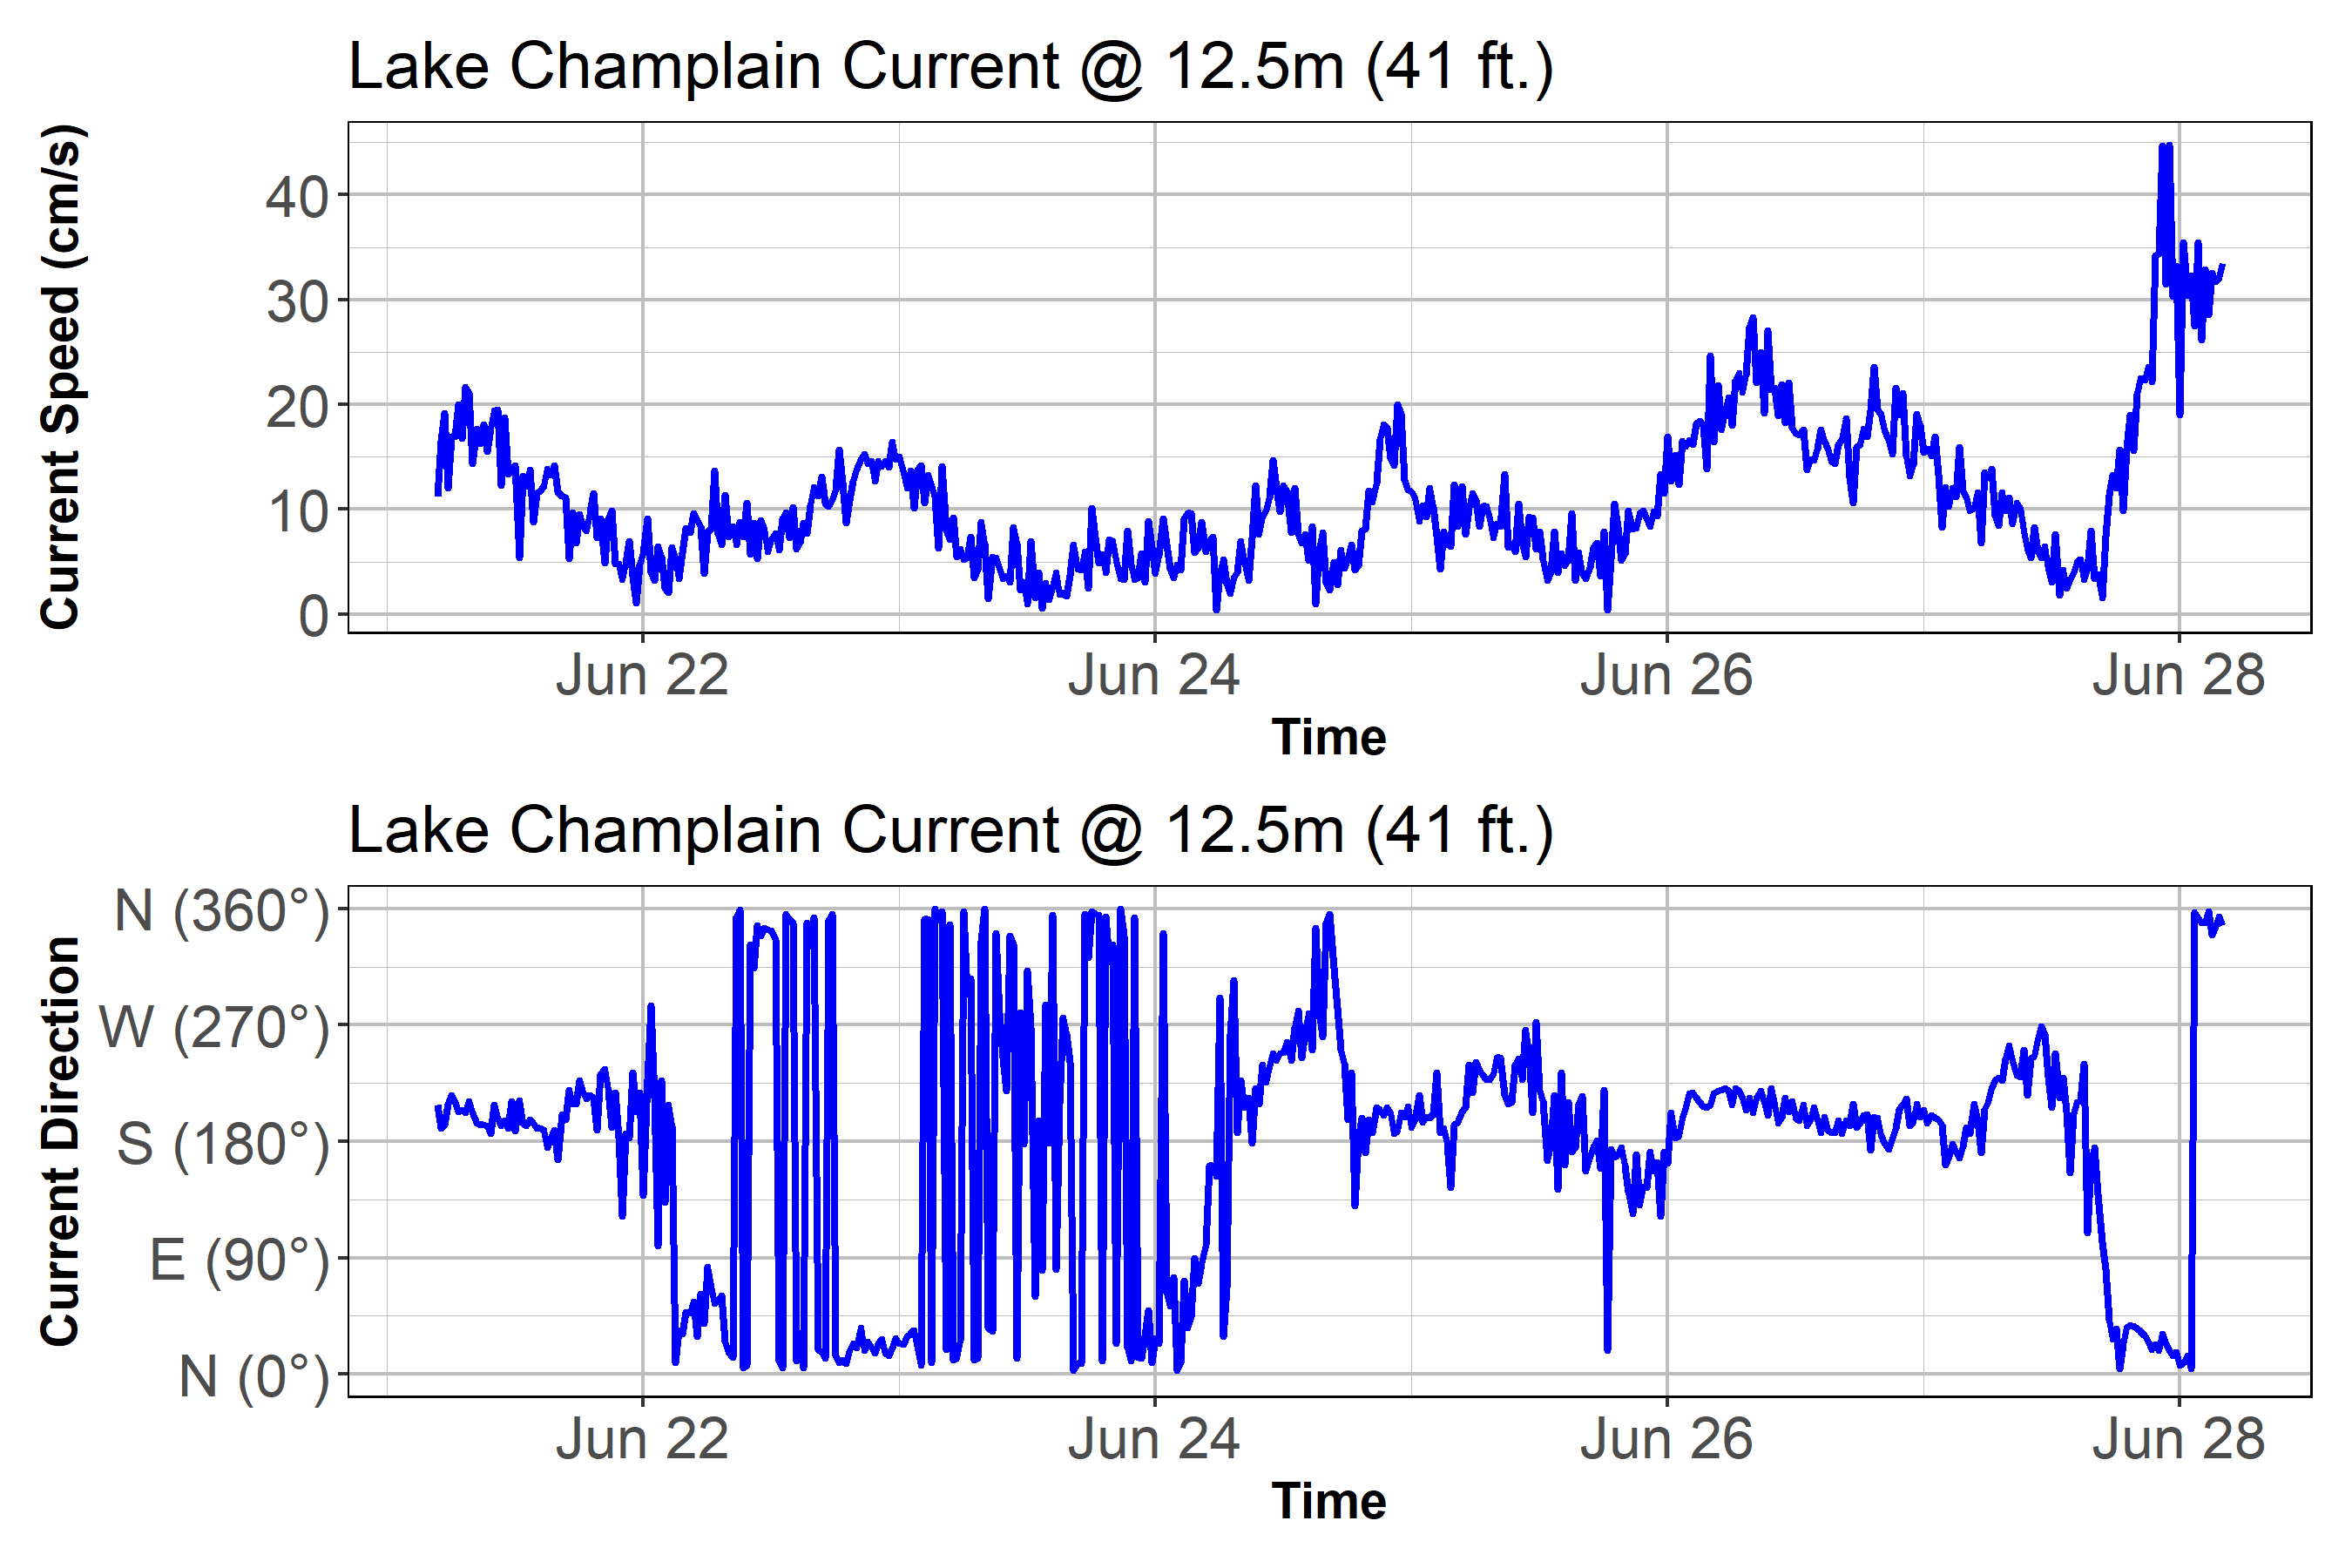 Lake Champlain Current @ 12.5m (41 ft.)
Current Speed (cm/s)
40
30
20
10
0
Jun 22 Jun 24 Jun 26 Jun 28
Time
Lake Champlain Current @ 12.5m (41 ft.)
Current Direction
N (360°)
W (270°)
S (180°)
E (90°)
N (0°)
Jun 22 Jun 24 Jun 26 Jun 28
Time